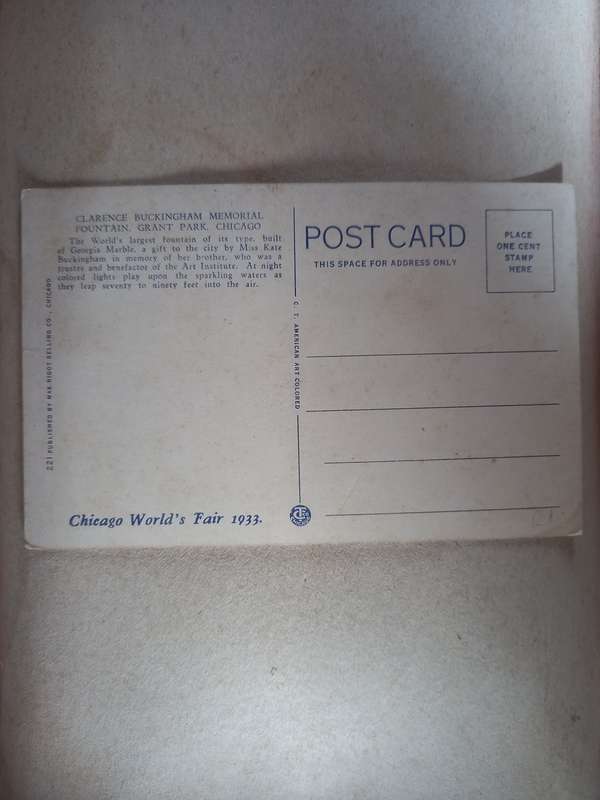 CLARENCE BUCKINGHAM MEMORIAL
FOUNTAIN, GRANT PARK, CHICAGO
The World's largest fountain of its type, built
of Georgia Marble, a gift to the city by Miss Kate
Buckingham in memory of her brother, who was a
trustee and benefactor of the Art Institute. At night
colored lights play upon the sparkling waters as
they leap seventy to ninety feet into the air.
221 PUBLISHED BY MAX RIGOT SELLING CO., CHICAGO
Chicago World's Fair 1933.
C. T. AMERICAN ART COLORED
POST CARD
THIS SPACE FOR ADDRESS ONLY
PLACE
ONE CENT
STAMP
HERE